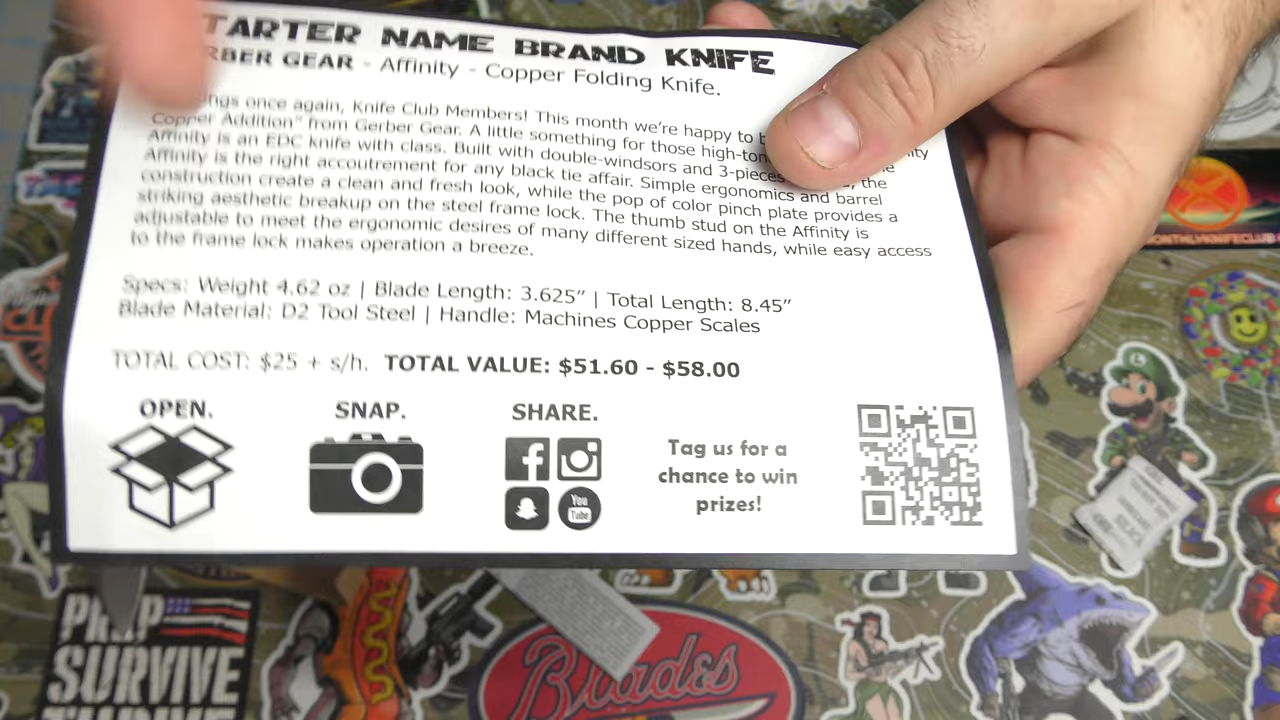 TARTER NAME BRAND KNIFE
RBER GEAR - Affinity - Copper Folding Knife.
ngs once again, Knife Club Members! This month we're happy to b
Copper Addition" from Gerber Gear. A little something for those high-ton nity
Affinity is an EDC knife with class. Built with double-windsors and 3-pieces
Affinity is the right accoutrement for any black tie affair. Simple ergonomics and barrel the
construction create a clean and fresh look, while the pop of color pinch plate provides a
striking aesthetic breakup on the steel frame lock. The thumb stud on the Affinity is
adjustable to meet the ergonomic desires of many different sized hands, while easy access
to the frame lock makes operation a breeze.
Specs: Weight 4.62 oz | Blade Length: 3.625" | Total Length: 8.45"
Blade Material: D2 Tool Steel | Handle: Machines Copper Scales
TOTAL COST: $25 + s/h. TOTAL VALUE: $51.60 - $58.00
OPEN. SNAP. SHARE.
You
Tube
Tag us for a
chance to win
prizes!
MONTHLYKNIFECLUB
PREP
SURVIVE
THRIVE
Blades